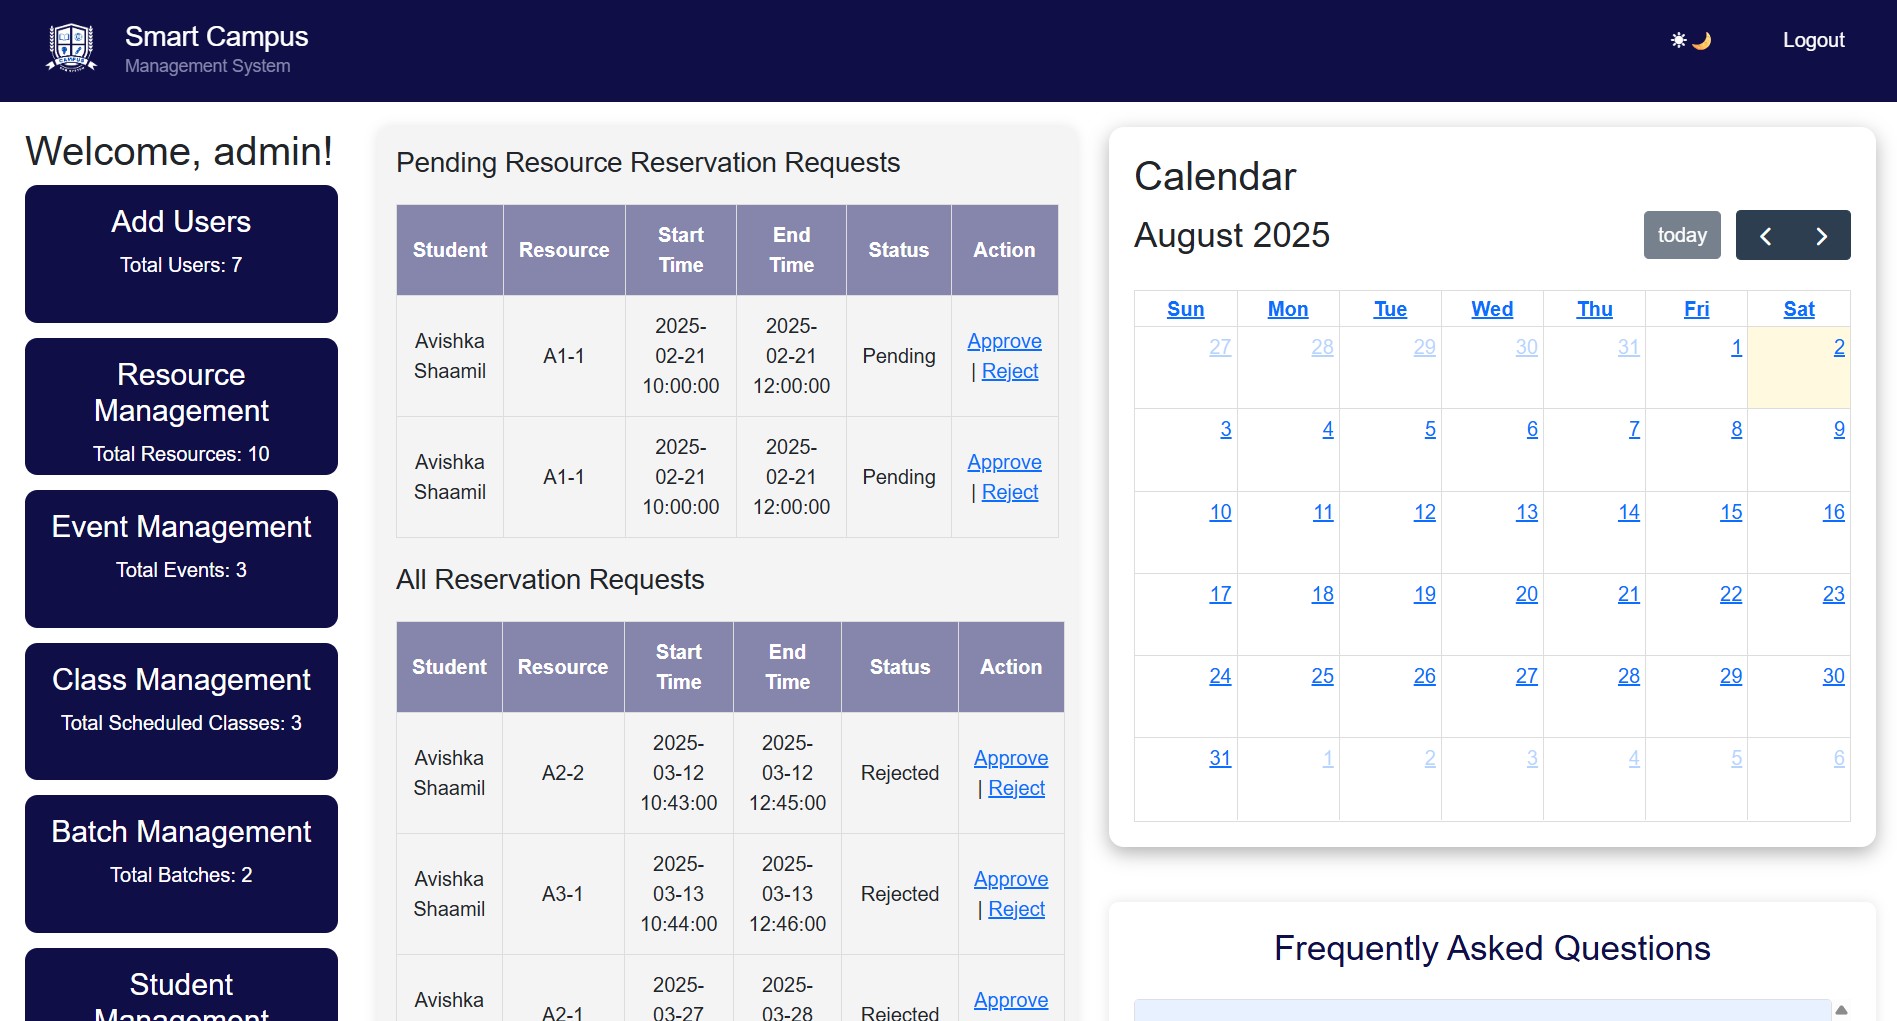 Smart Campus
Management System
Logout
Welcome, admin!
Add Users
Total Users: 7
Resource
Management
Total Resources: 10
Event Management
Total Events: 3
Class Management
Total Scheduled Classes: 3
Batch Management
Total Batches: 2
Student
Management
Pending Resource Reservation Requests
Student Resource Start Time End Time Status Action
Avishka Shaamil A1-1 2025-02-21 10:00:00 2025-02-21 12:00:00 Pending Approve | Reject
Avishka Shaamil A1-1 2025-02-21 10:00:00 2025-02-21 12:00:00 Pending Approve | Reject
All Reservation Requests
Student Resource Start Time End Time Status Action
Avishka Shaamil A2-2 2025-03-12 10:43:00 2025-03-12 12:45:00 Rejected Approve | Reject
Avishka Shaamil A3-1 2025-03-13 10:44:00 2025-03-13 12:46:00 Rejected Approve | Reject
Avishka A2-1 2025-03-27 2025-03-28 Rejected Approve
Calendar
August 2025
today
Sun Mon Tue Wed Thu Fri Sat
27 28 29 30 31 1 2
3 4 5 6 7 8 9
10 11 12 13 14 15 16
17 18 19 20 21 22 23
24 25 26 27 28 29 30
31 1 2 3 4 5 6
Frequently Asked Questions